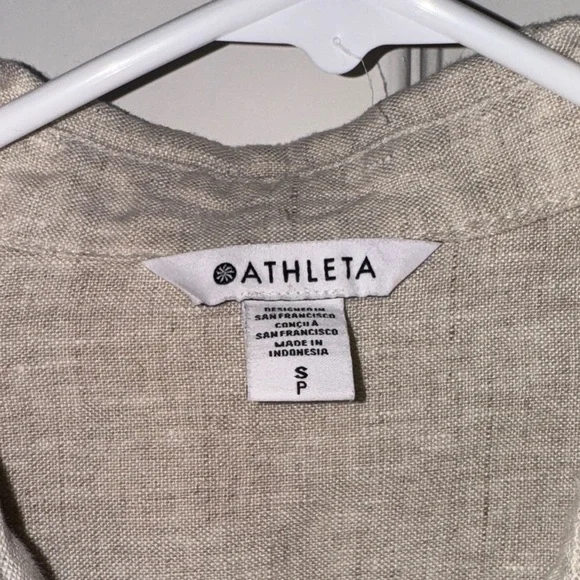 ATHLETA
DESIGNED IN
SAN FRANCISCO
CONÇU À
SAN FRANCISCO
MADE IN
INDONESIA
S
P